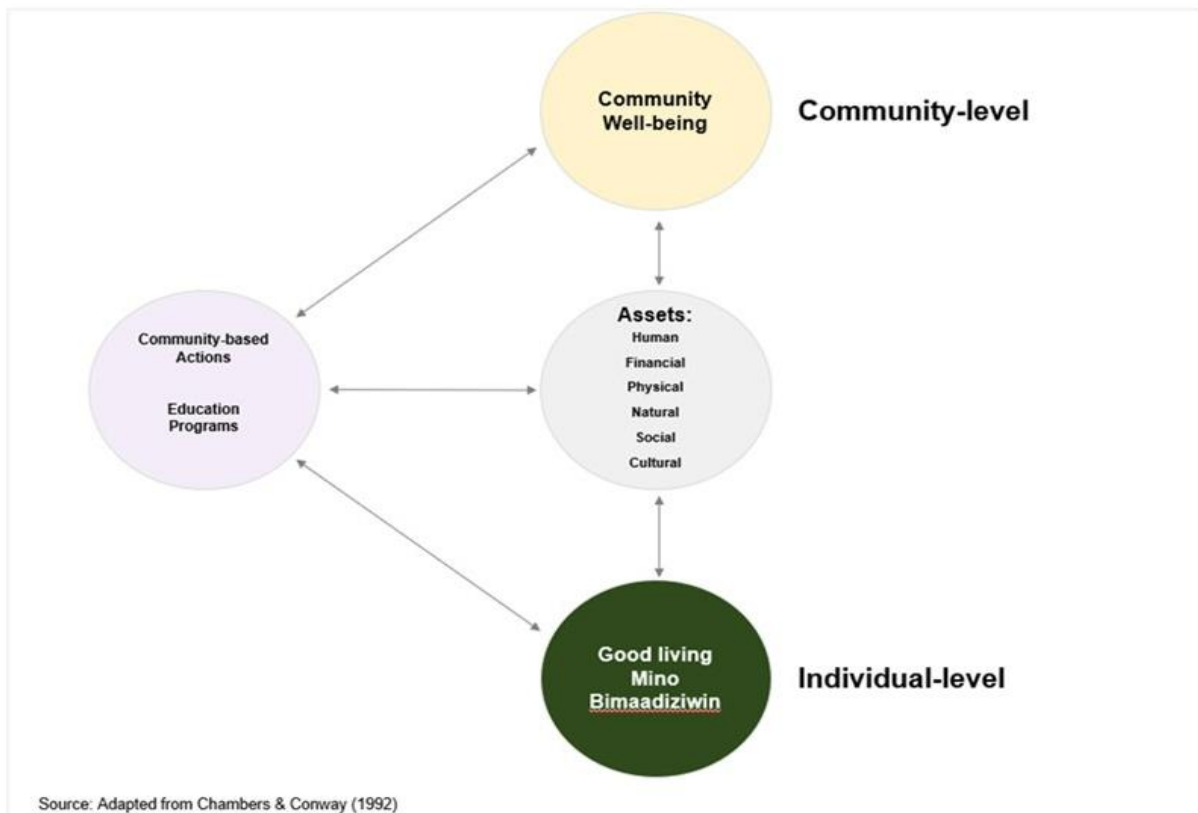 Community
Well-being
Community-level
Community-based
Actions
Education
Programs
Assets:
Human
Financial
Physical
Natural
Social
Cultural
Good living
Mino
Bimaadiziwin
Individual-level
Source: Adapted from Chambers & Conway (1992)